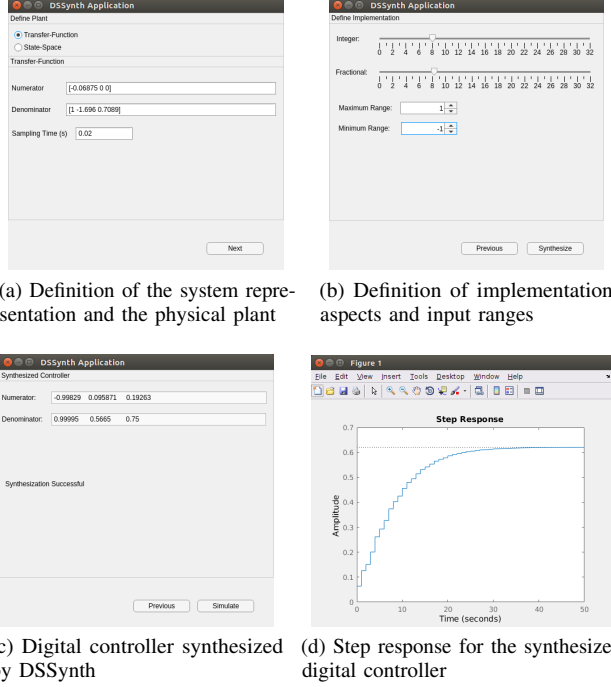 DSSynth Application
Define Plant
Transfer-Function
State-Space
Transfer-Function
Numerator [-0.06875 0 0]
Denominator [1 -1.696 0.7089]
Sampling Time (s) 0.02
Next
DSSynth Application
Define Implementation
Integer:
0 2 4 6 8 10 12 14 16 18 20 22 24 26 28 30 32
Fractional:
0 2 4 6 8 10 12 14 16 18 20 22 24 26 28 30 32
Maximum Range: 1
Minimum Range: -1
Previous Synthesize
(a) Definition of the system repre-
sentation and the physical plant
(b) Definition of implementation
aspects and input ranges
DSSynth Application
Synthesized Controller
Numerator: -0.99829 0.095871 0.19263
Denominator: 0.99995 0.5665 0.75
Synthesization Successful
Previous Simulate
Figure 1
File Edit View Insert Tools Desktop Window Help
Step Response
Amplitude
0.7
0.6
0.5
0.4
0.3
0.2
0.1
0
0 10 20 30 40 50
Time (seconds)
c) Digital controller synthesized
by DSSynth
(d) Step response for the synthesize
digital controller